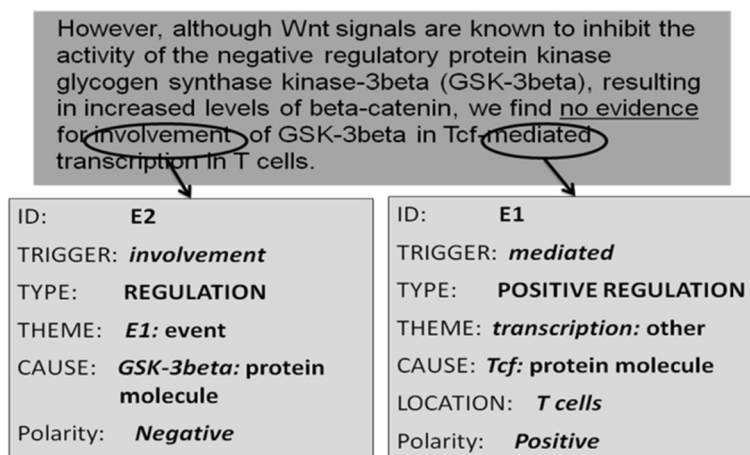 However, although Wnt signals are known to inhibit the
activity of the negative regulatory protein kinase
glycogen synthase kinase-3beta (GSK-3beta), resulting
in increased levels of beta-catenin, we find no evidence
for involvement of GSK-3beta in Tcf-mediated
transcription in T cells.
ID: E2
TRIGGER: involvement
TYPE: REGULATION
THEME: E1: event
CAUSE: GSK-3beta: protein
molecule
Polarity: Negative
ID: E1
TRIGGER: mediated
TYPE: POSITIVE REGULATION
THEME: transcription: other
CAUSE: Tcf: protein molecule
LOCATION: T cells
Polarity: Positive